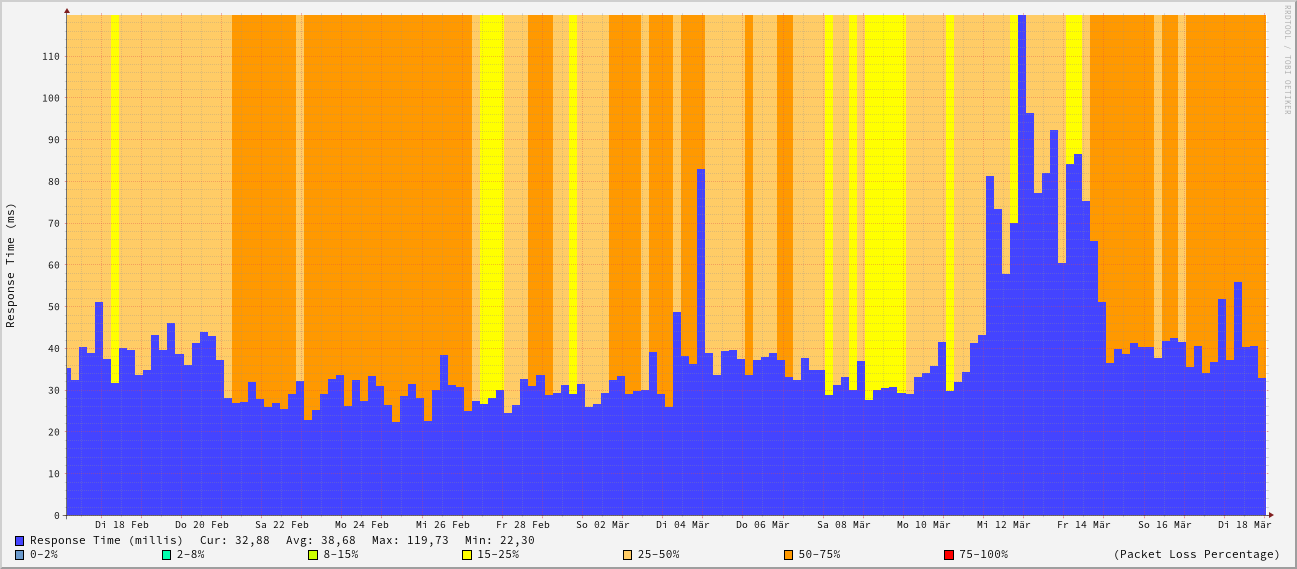 RRDTOOL / TOBI OETIKER
Response Time (ms)
110
100
90
80
70
60
50
40
30
20
10
0
Di 18 Feb Do 20 Feb Sa 22 Feb Mo 24 Feb Mi 26 Feb Fr 28 Feb So 02 Mär Di 04 Mär Do 06 Mär Sa 08 Mär Mo 10 Mär Mi 12 Mär Fr 14 Mär So 16 Mär Di 18 Mär
Response Time (millis) Cur: 32,88 Avg: 38,68 Max: 119,73 Min: 22,30
0-2% 2-8% 8-15% 15-25% 25-50% 50-75% 75-100% (Packet Loss Percentage)